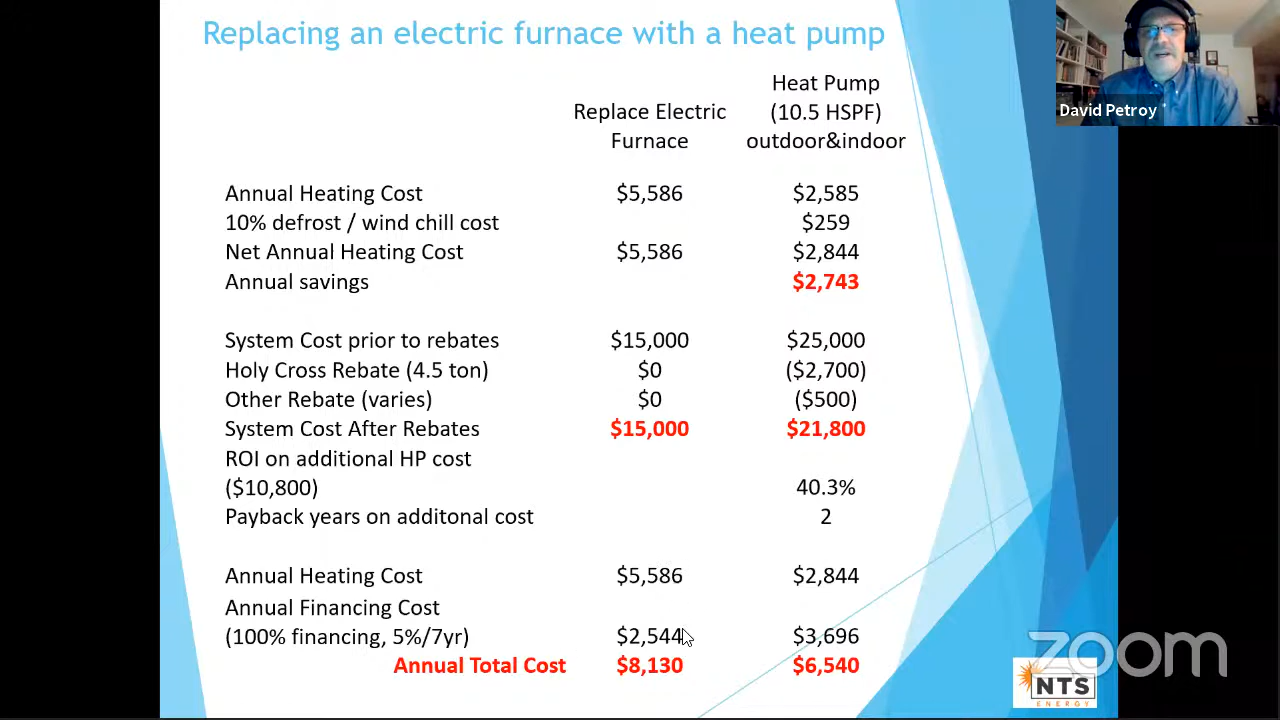 Replacing an electric furnace with a heat pump
David Petroy
Replace Electric Furnace
Heat Pump (10.5 HSPF) outdoor&indoor
Annual Heating Cost $5,586 $2,585
10% defrost / wind chill cost $259
Net Annual Heating Cost $5,586 $2,844
Annual savings $2,743
System Cost prior to rebates $15,000 $25,000
Holy Cross Rebate (4.5 ton) $0 ($2,700)
Other Rebate (varies) $0 ($500)
System Cost After Rebates $15,000 $21,800
ROI on additional HP cost
($10,800) 40.3%
Payback years on additonal cost 2
Annual Heating Cost $5,586 $2,844
Annual Financing Cost
(100% financing, 5%/7yr) $2,544 $3,696
Annual Total Cost $8,130 $6,540
zoom
NTS
ENERGY